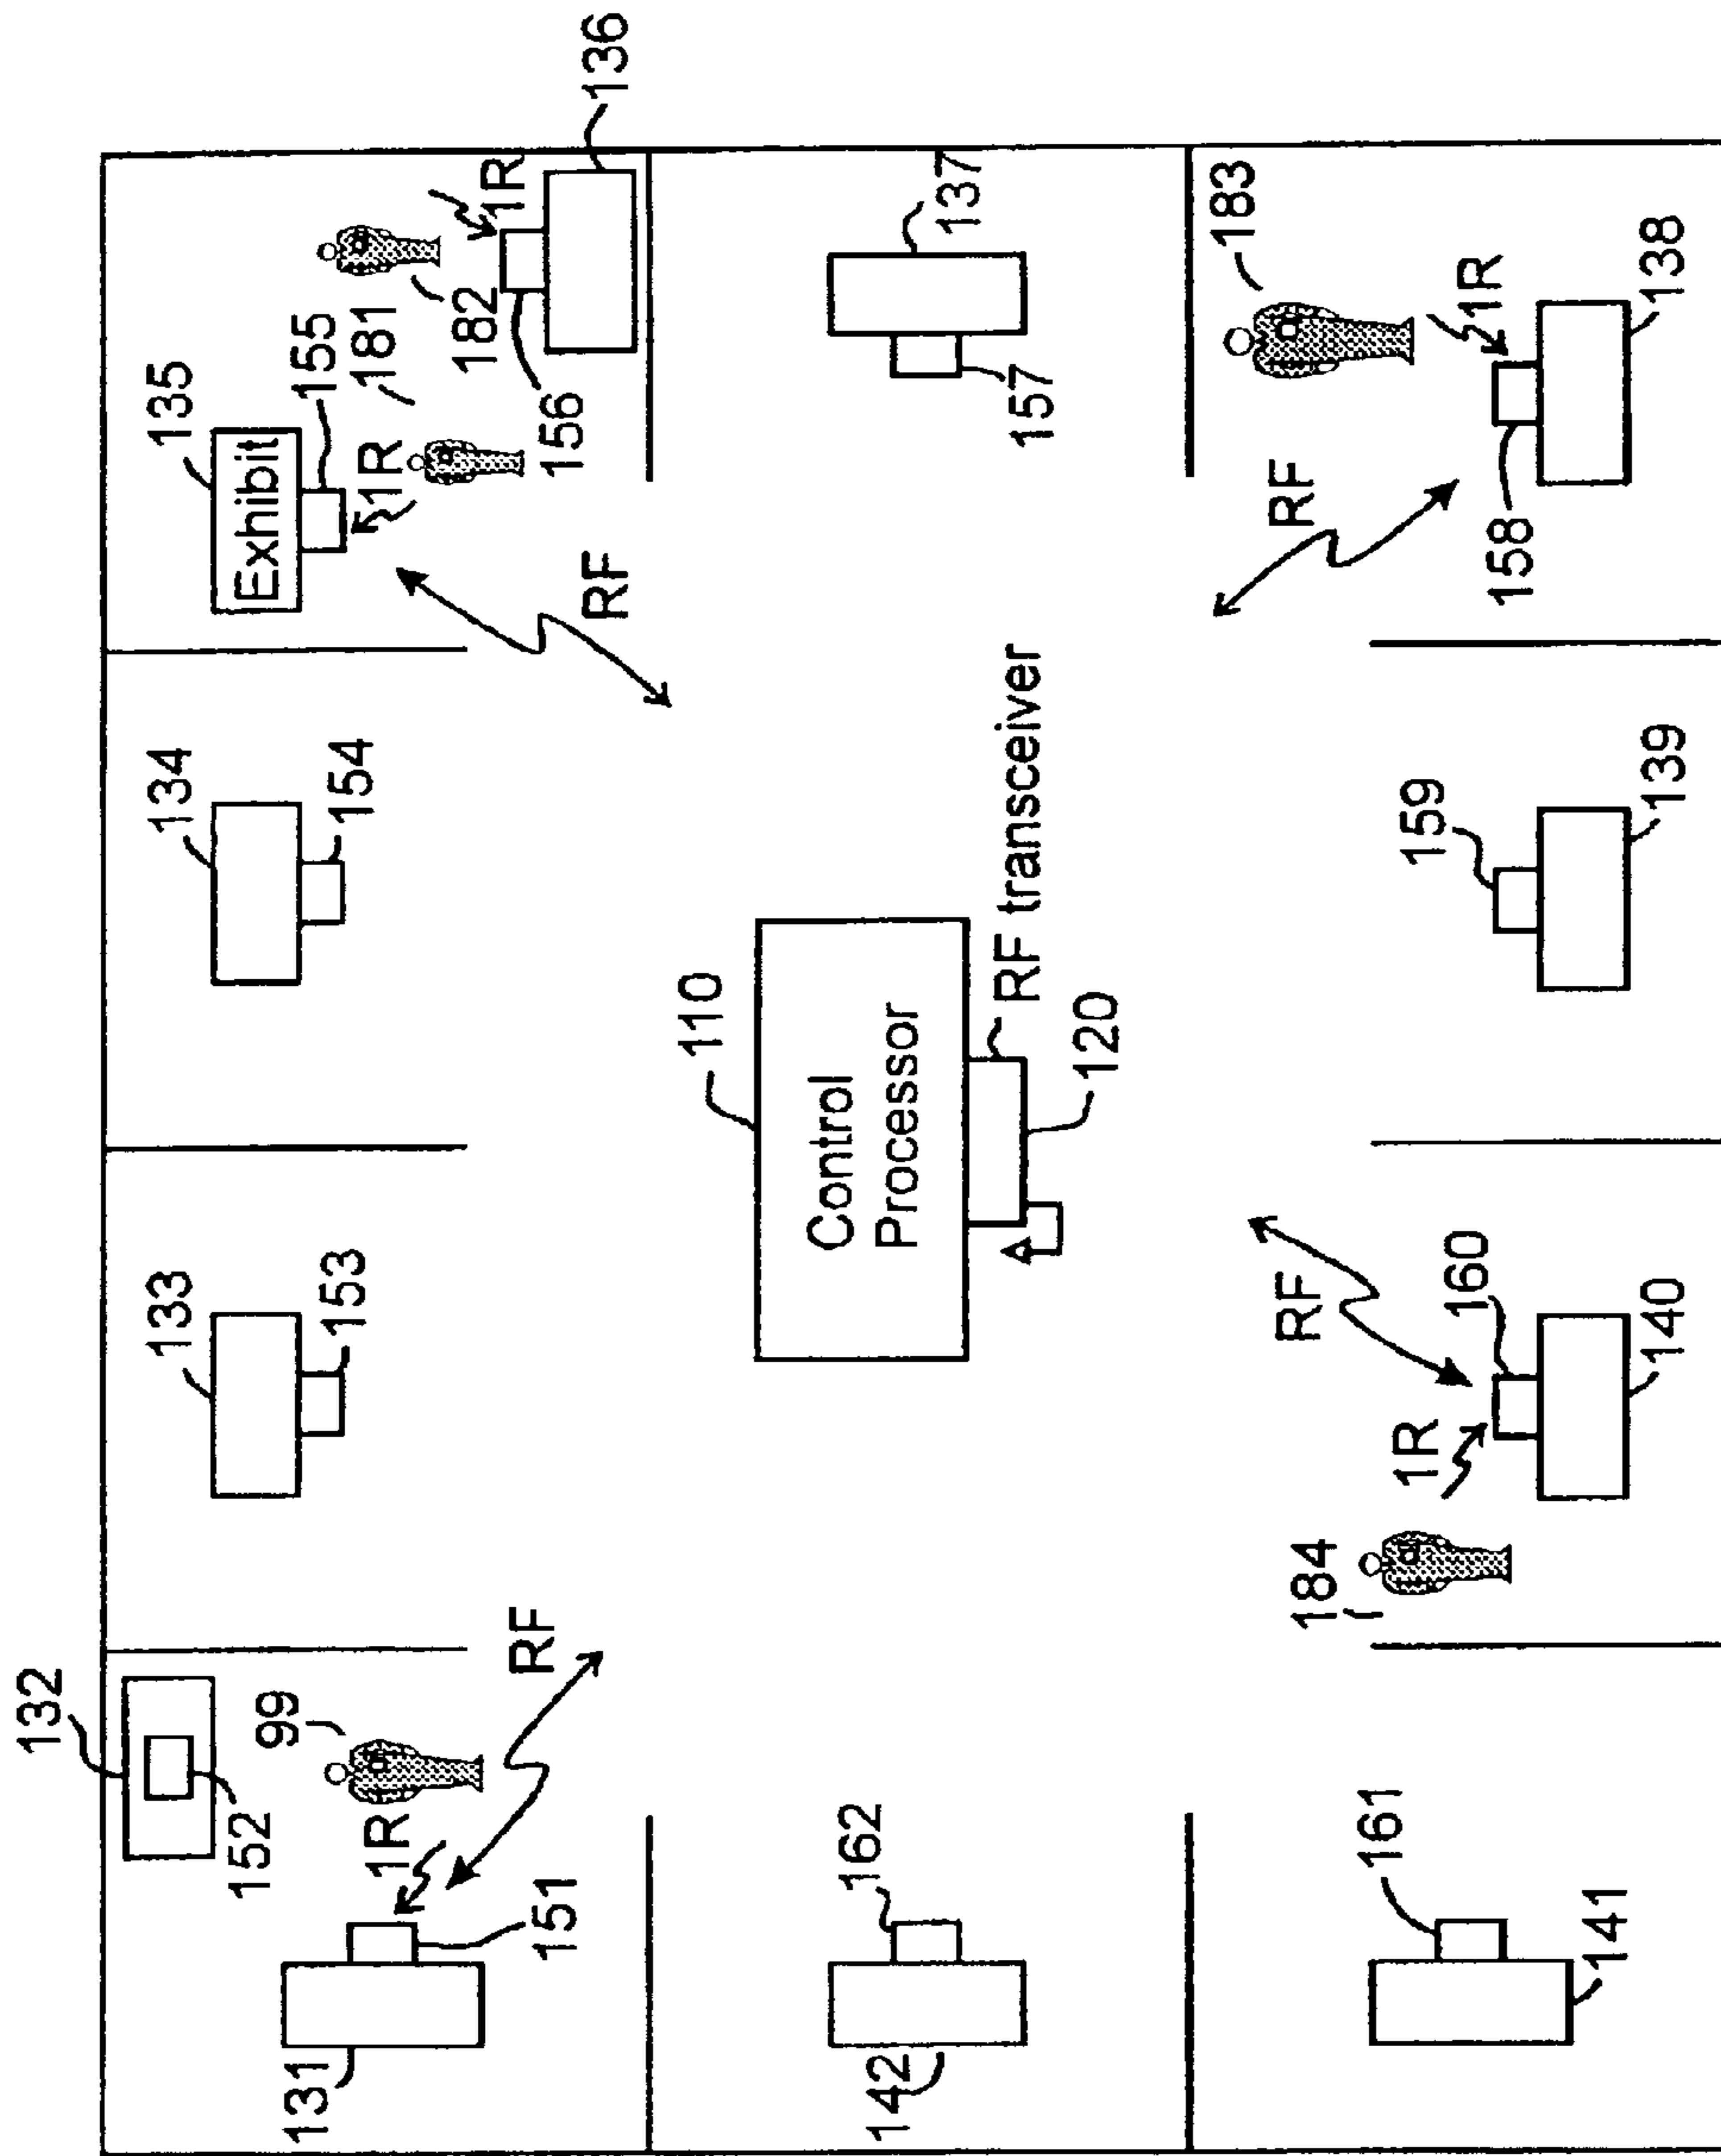 132
133
134
135
152
153
154
Exhibit
155
181
136
99
1R
1R
182
1R
131
151
RF
RF
156
110
Control
Processor
RF transceiver
120
142
162
157
137
RF
RF
183
184
1R
160
159
158
1R
161
141
140
139
138